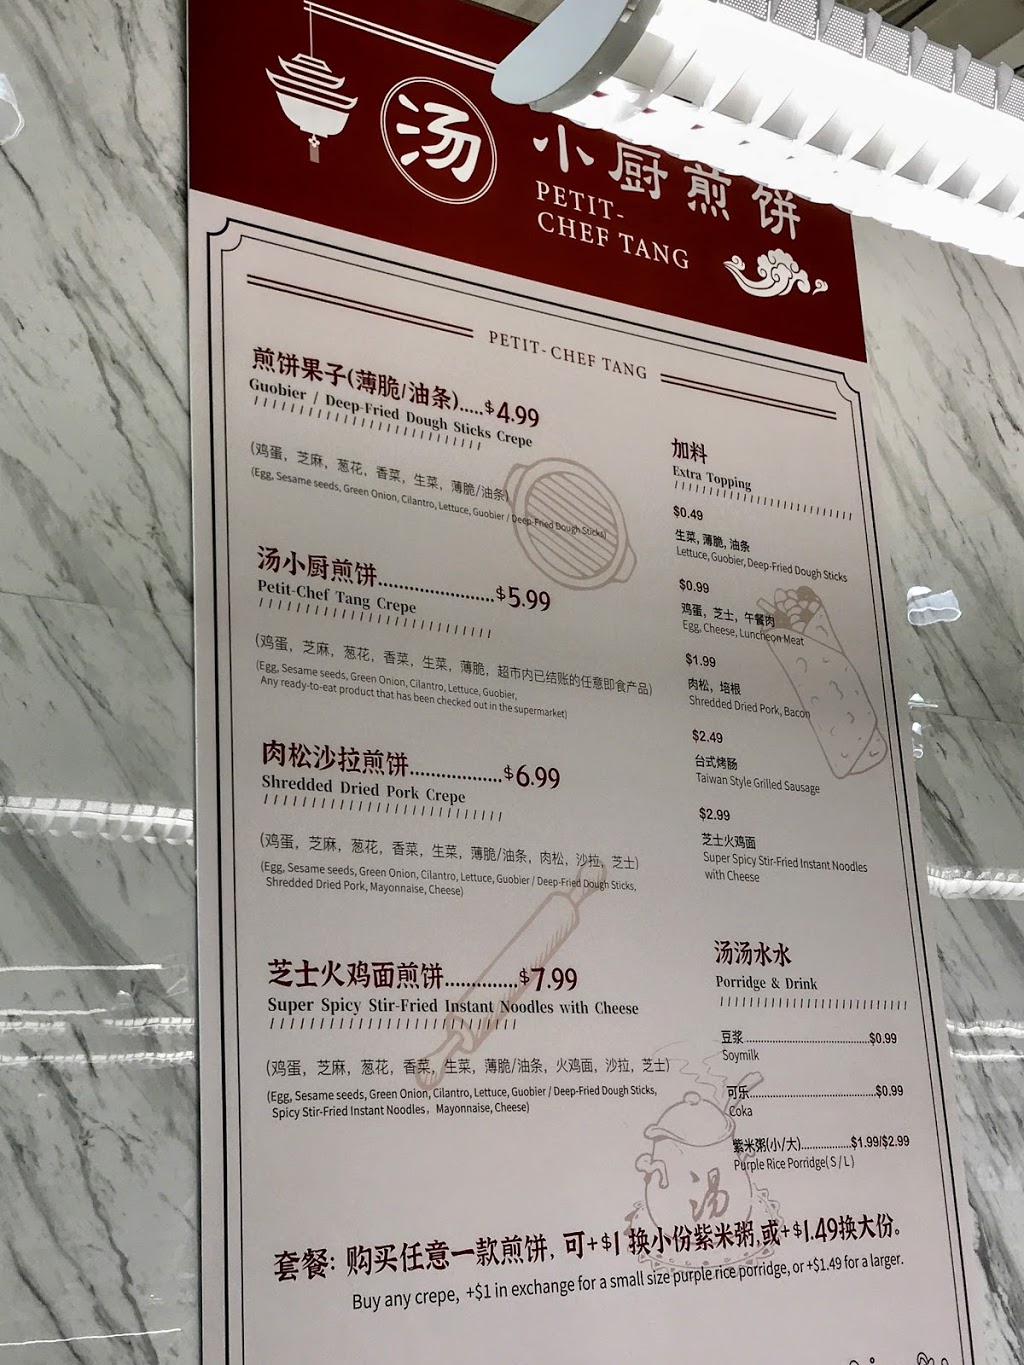 汤
小厨煎饼
PETIT-
CHEF TANG
PETIT-CHEF TANG
煎饼果子(薄脆/油条).....$4.99
Guobier / Deep-Fried Dough Sticks Crepe
(鸡蛋, 芝麻, 葱花, 香菜, 生菜, 薄脆/油条)
(Egg, Sesame seeds, Green Onion, Cilantro, Lettuce, Guobier / Deep-Fried Dough Sticks)
汤小厨煎饼......................$5.99
Petit-Chef Tang Crepe
(鸡蛋, 芝麻, 葱花, 香菜, 生菜, 薄脆, 超市内已结账的任意即食产品)
(Egg, Sesame seeds, Green Onion, Cilantro, Lettuce, Guobier,
Any ready-to-eat product that has been checked out in the supermarket)
肉松沙拉煎饼.................$6.99
Shredded Dried Pork Crepe
(鸡蛋, 芝麻, 葱花, 香菜, 生菜, 薄脆/油条, 肉松, 沙拉, 芝士)
(Egg, Sesame seeds, Green Onion, Cilantro, Lettuce, Guobier / Deep-Fried Dough Sticks,
Shredded Dried Pork, Mayonnaise, Cheese)
芝士火鸡面煎饼..............$7.99
Super Spicy Stir-Fried Instant Noodles with Cheese
(鸡蛋, 芝麻, 葱花, 香菜, 生菜, 薄脆/油条, 火鸡面, 沙拉, 芝士)
(Egg, Sesame seeds, Green Onion, Cilantro, Lettuce, Guobier / Deep-Fried Dough Sticks,
Spicy Stir-Fried Instant Noodles, Mayonnaise, Cheese)
加料
Extra Topping
$0.49
生菜, 薄脆, 油条
Lettuce, Guobier, Deep-Fried Dough Sticks
$0.99
鸡蛋, 芝士, 午餐肉
Egg, Cheese, Luncheon Meat
$1.99
肉松, 培根
Shredded Dried Pork, Bacon
$2.49
台式烤肠
Taiwan Style Grilled Sausage
$2.99
芝士火鸡面
Super Spicy Stir-Fried Instant Noodles
with Cheese
汤汤水水
Porridge & Drink
豆浆..........................................$0.99
Soymilk
可乐...........................................$0.99
Coka
紫米粥(小/大).................$1.99/$2.99
Purple Rice Porridge( S / L )
汤
套餐: 购买任意一款煎饼, 可+$1 换小份紫米粥,或+$1.49换大份。
Buy any crepe, +$1 in exchange for a small size purple rice porridge, or +$1.49 for a larger.